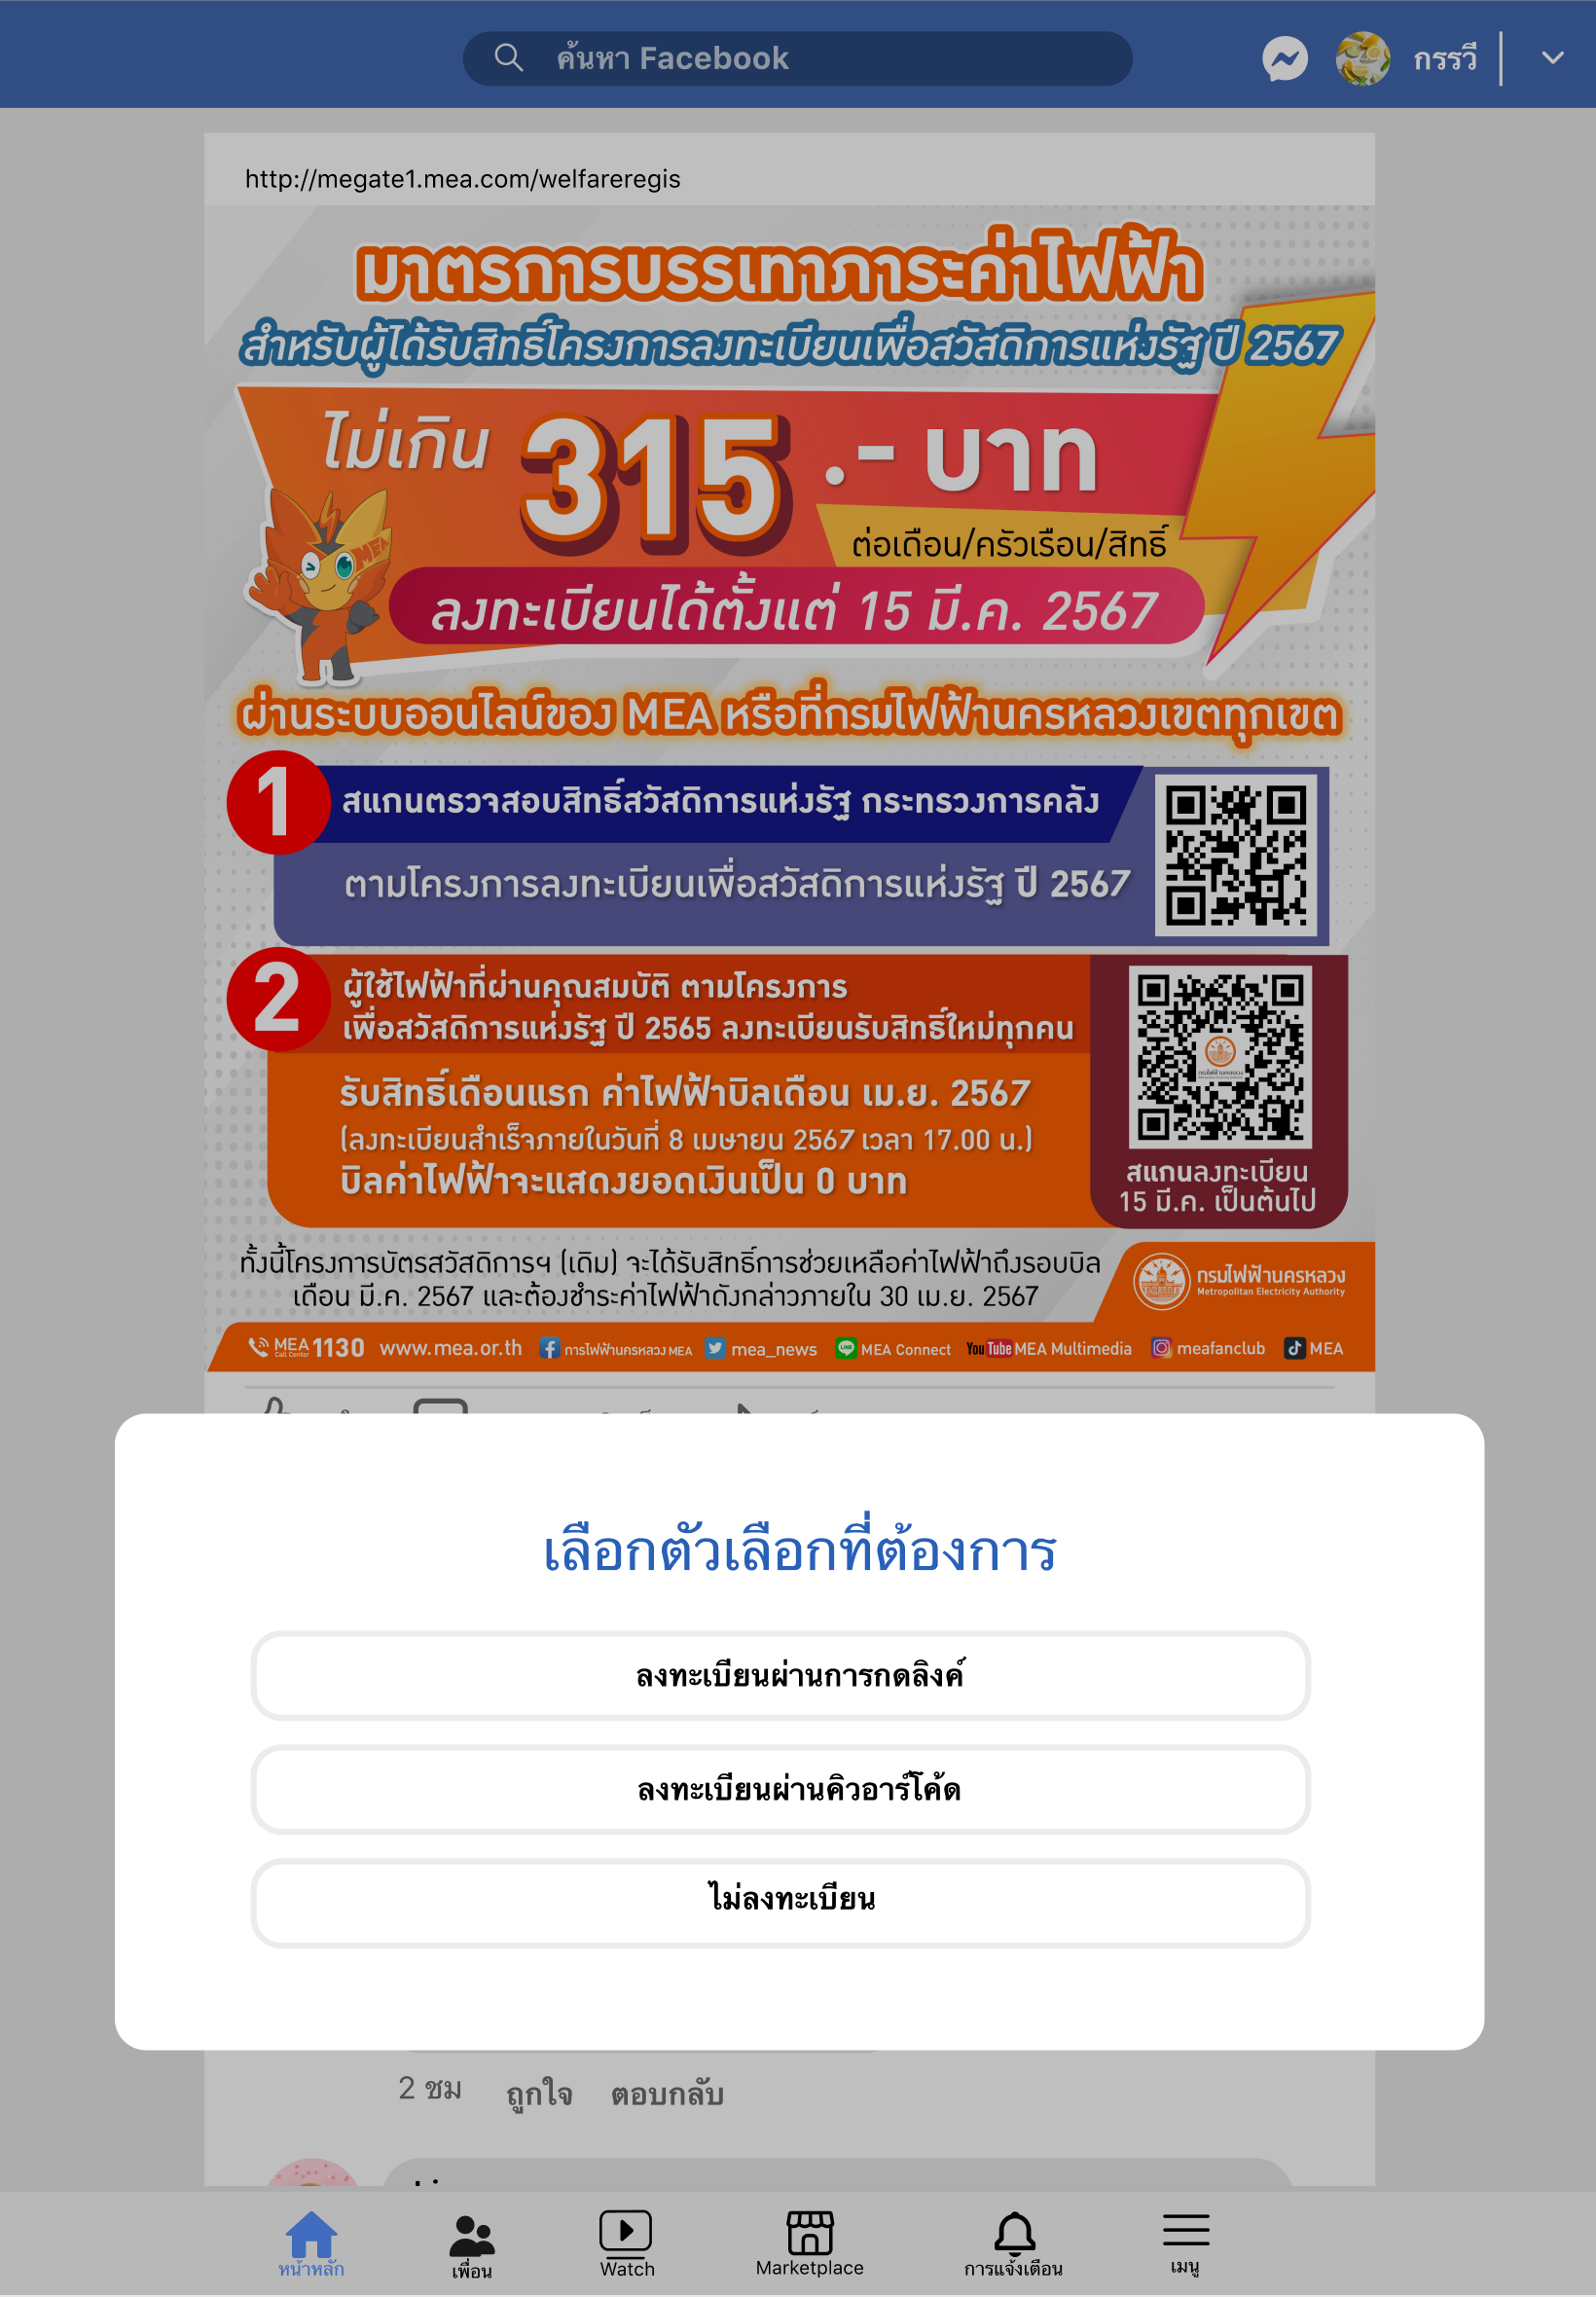 ค้นหา Facebook
กรรวี
http://megate1.mea.com/welfareregis
มาตรการบรรเทาภาระค่าไฟฟ้า
สำหรับผู้ได้รับสิทธิ์โครงการลงทะเบียนเพื่อสวัสดิการแห่งรัฐ ปี 2567
ไม่เกิน 315 .- บาท
ต่อเดือน/ครัวเรือน/สิทธิ์
MEA
ลงทะเบียนได้ตั้งแต่ 15 มี.ค. 2567
ผ่านระบบออนไลน์ของ MEA หรือที่กรมไฟฟ้านครหลวงเขตทุกเขต
1 สแกนตรวจสอบสิทธิ์สวัสดิการแห่งรัฐ กระทรวงการคลัง
ตามโครงการลงทะเบียนเพื่อสวัสดิการแห่งรัฐ ปี 2567
2 ผู้ใช้ไฟฟ้าที่ผ่านคุณสมบัติ ตามโครงการ
เพื่อสวัสดิการแห่งรัฐ ปี 2565 ลงทะเบียนรับสิทธิ์ใหม่ทุกคน
รับสิทธิ์เดือนแรก ค่าไฟฟ้าบิลเดือน เม.ย. 2567
(ลงทะเบียนสำเร็จภายในวันที่ 8 เมษายน 2567 เวลา 17.00 น.)
บิลค่าไฟฟ้าจะแสดงยอดเงินเป็น 0 บาท
กรมไฟฟ้านครหลวง
สแกนลงทะเบียน
15 มี.ค. เป็นต้นไป
ทั้งนี้โครงการบัตรสวัสดิการฯ (เดิม) จะได้รับสิทธิ์การช่วยเหลือค่าไฟฟ้าถึงรอบบิล
เดือน มี.ค. 2567 และต้องชำระค่าไฟฟ้าดังกล่าวภายใน 30 เม.ย. 2567
กรมไฟฟ้านครหลวง
Metropolitan Electricity Authority
MEA Call Center 1130 www.mea.or.th การไฟฟ้านครหลวง MEA mea_news LINE MEA Connect YouTube MEA Multimedia meafanclub MEA
เลือกตัวเลือกที่ต้องการ
ลงทะเบียนผ่านการกดลิงค์
ลงทะเบียนผ่านคิวอาร์โค้ด
ไม่ลงทะเบียน
2 ชม ถูกใจ ตอบกลับ
หน้าหลัก เพื่อน Watch Marketplace การแจ้งเตือน เมนู